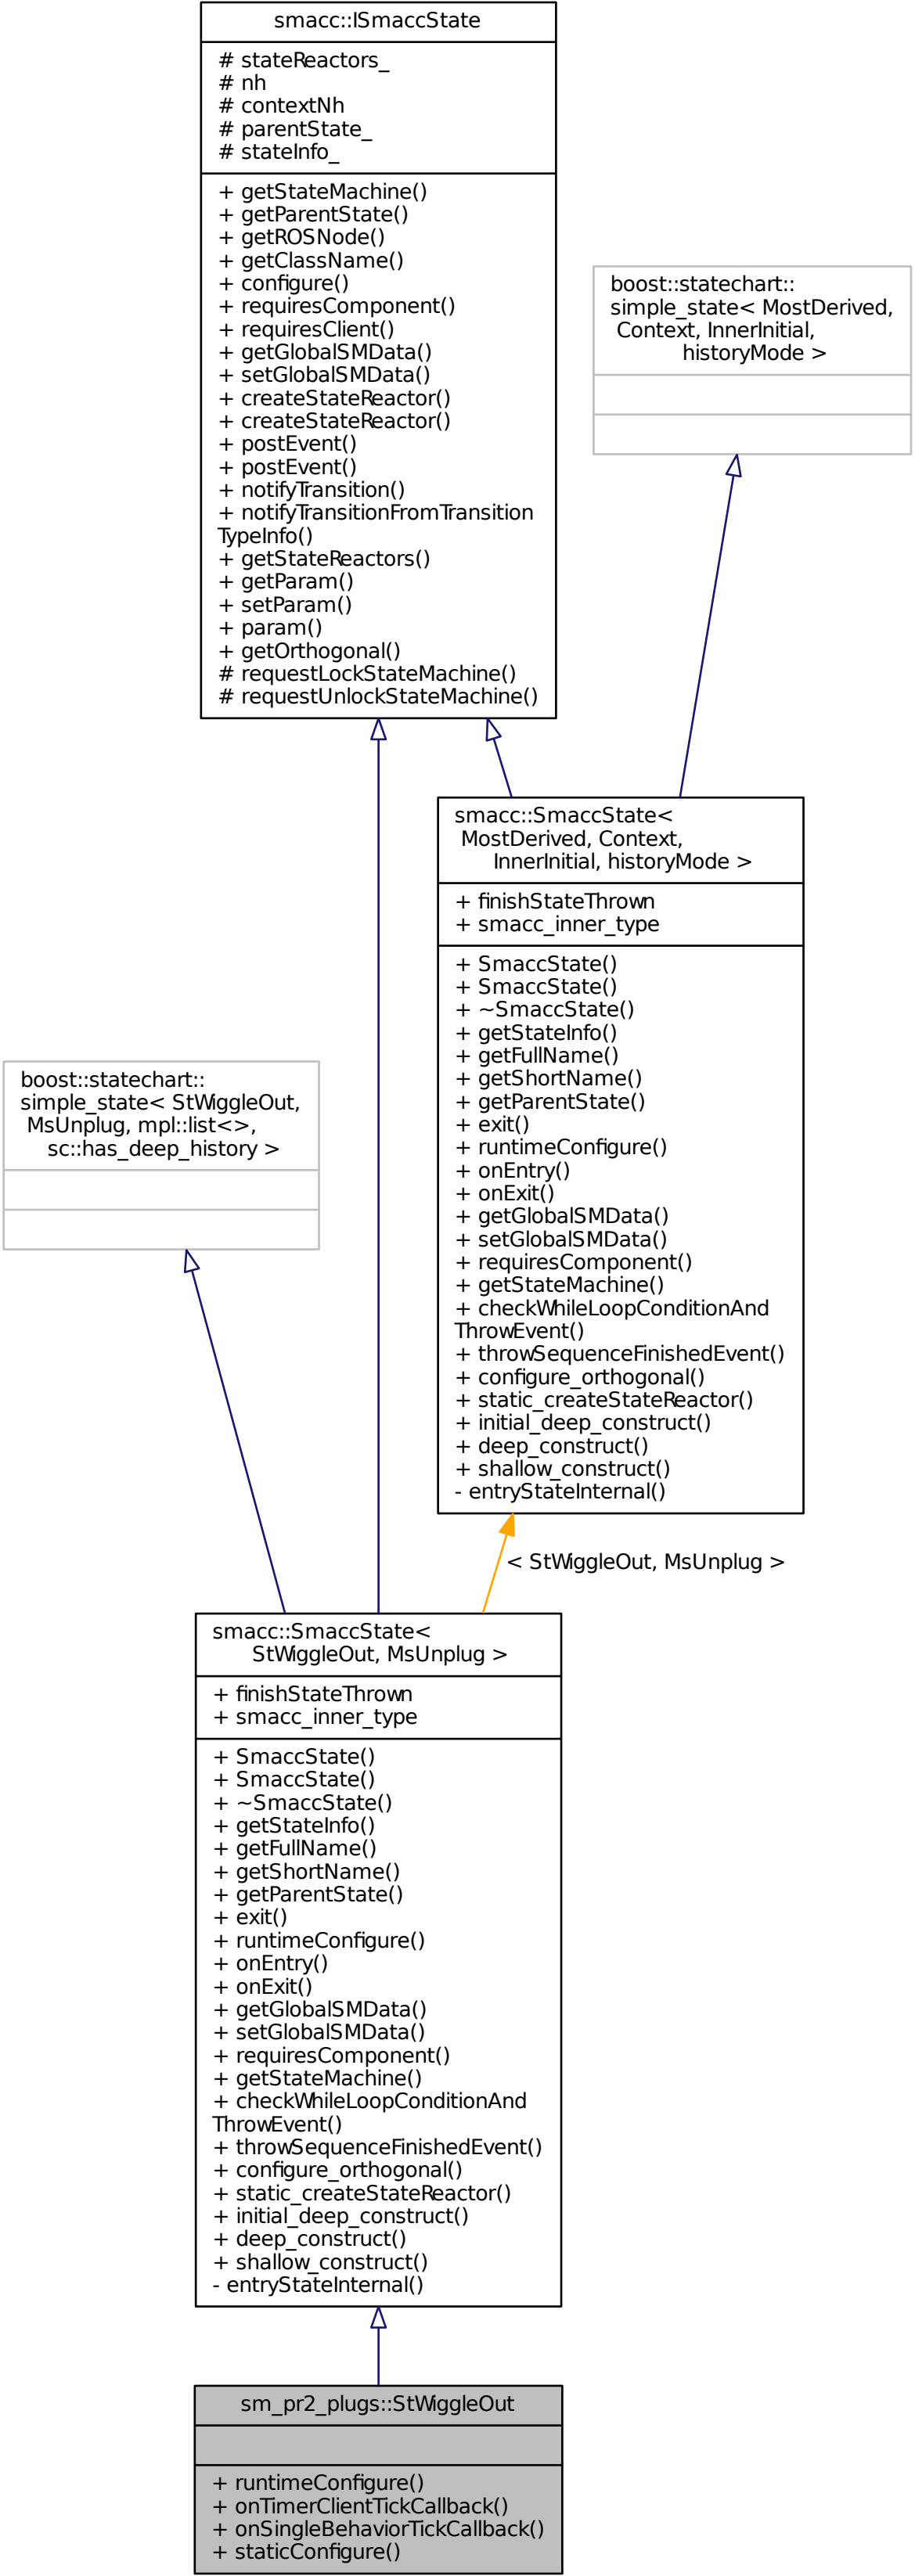 smacc::ISmaccState
# stateReactors_
# nh
# contextNh
# parentState_
# stateInfo_
+ getStateMachine()
+ getParentState()
+ getROSNode()
+ getClassName()
+ configure()
+ requiresComponent()
+ requiresClient()
+ getGlobalSMData()
+ setGlobalSMData()
+ createStateReactor()
+ createStateReactor()
+ postEvent()
+ postEvent()
+ notifyTransition()
+ notifyTransitionFromTransition
TypeInfo()
+ getStateReactors()
+ getParam()
+ setParam()
+ param()
+ getOrthogonal()
# requestLockStateMachine()
# requestUnlockStateMachine()
boost::statechart::
simple_state< MostDerived,
Context, InnerInitial,
historyMode >
smacc::SmaccState<
MostDerived, Context,
InnerInitial, historyMode >
+ finishStateThrown
+ smacc_inner_type
+ SmaccState()
+ SmaccState()
+ ~SmaccState()
+ getStateInfo()
+ getFullName()
+ getShortName()
+ getParentState()
+ exit()
+ runtimeConfigure()
+ onEntry()
+ onExit()
+ getGlobalSMData()
+ setGlobalSMData()
+ requiresComponent()
+ getStateMachine()
+ checkWhileLoopConditionAnd
ThrowEvent()
+ throwSequenceFinishedEvent()
+ configure_orthogonal()
+ static_createStateReactor()
+ initial_deep_construct()
+ deep_construct()
+ shallow_construct()
- entryStateInternal()
boost::statechart::
simple_state< StWiggleOut,
MsUnplug, mpl::list<>,
sc::has_deep_history >
< StWiggleOut, MsUnplug >
smacc::SmaccState<
StWiggleOut, MsUnplug >
+ finishStateThrown
+ smacc_inner_type
+ SmaccState()
+ SmaccState()
+ ~SmaccState()
+ getStateInfo()
+ getFullName()
+ getShortName()
+ getParentState()
+ exit()
+ runtimeConfigure()
+ onEntry()
+ onExit()
+ getGlobalSMData()
+ setGlobalSMData()
+ requiresComponent()
+ getStateMachine()
+ checkWhileLoopConditionAnd
ThrowEvent()
+ throwSequenceFinishedEvent()
+ configure_orthogonal()
+ static_createStateReactor()
+ initial_deep_construct()
+ deep_construct()
+ shallow_construct()
- entryStateInternal()
sm_pr2_plugs::StWiggleOut
+ runtimeConfigure()
+ onTimerClientTickCallback()
+ onSingleBehaviorTickCallback()
+ staticConfigure()